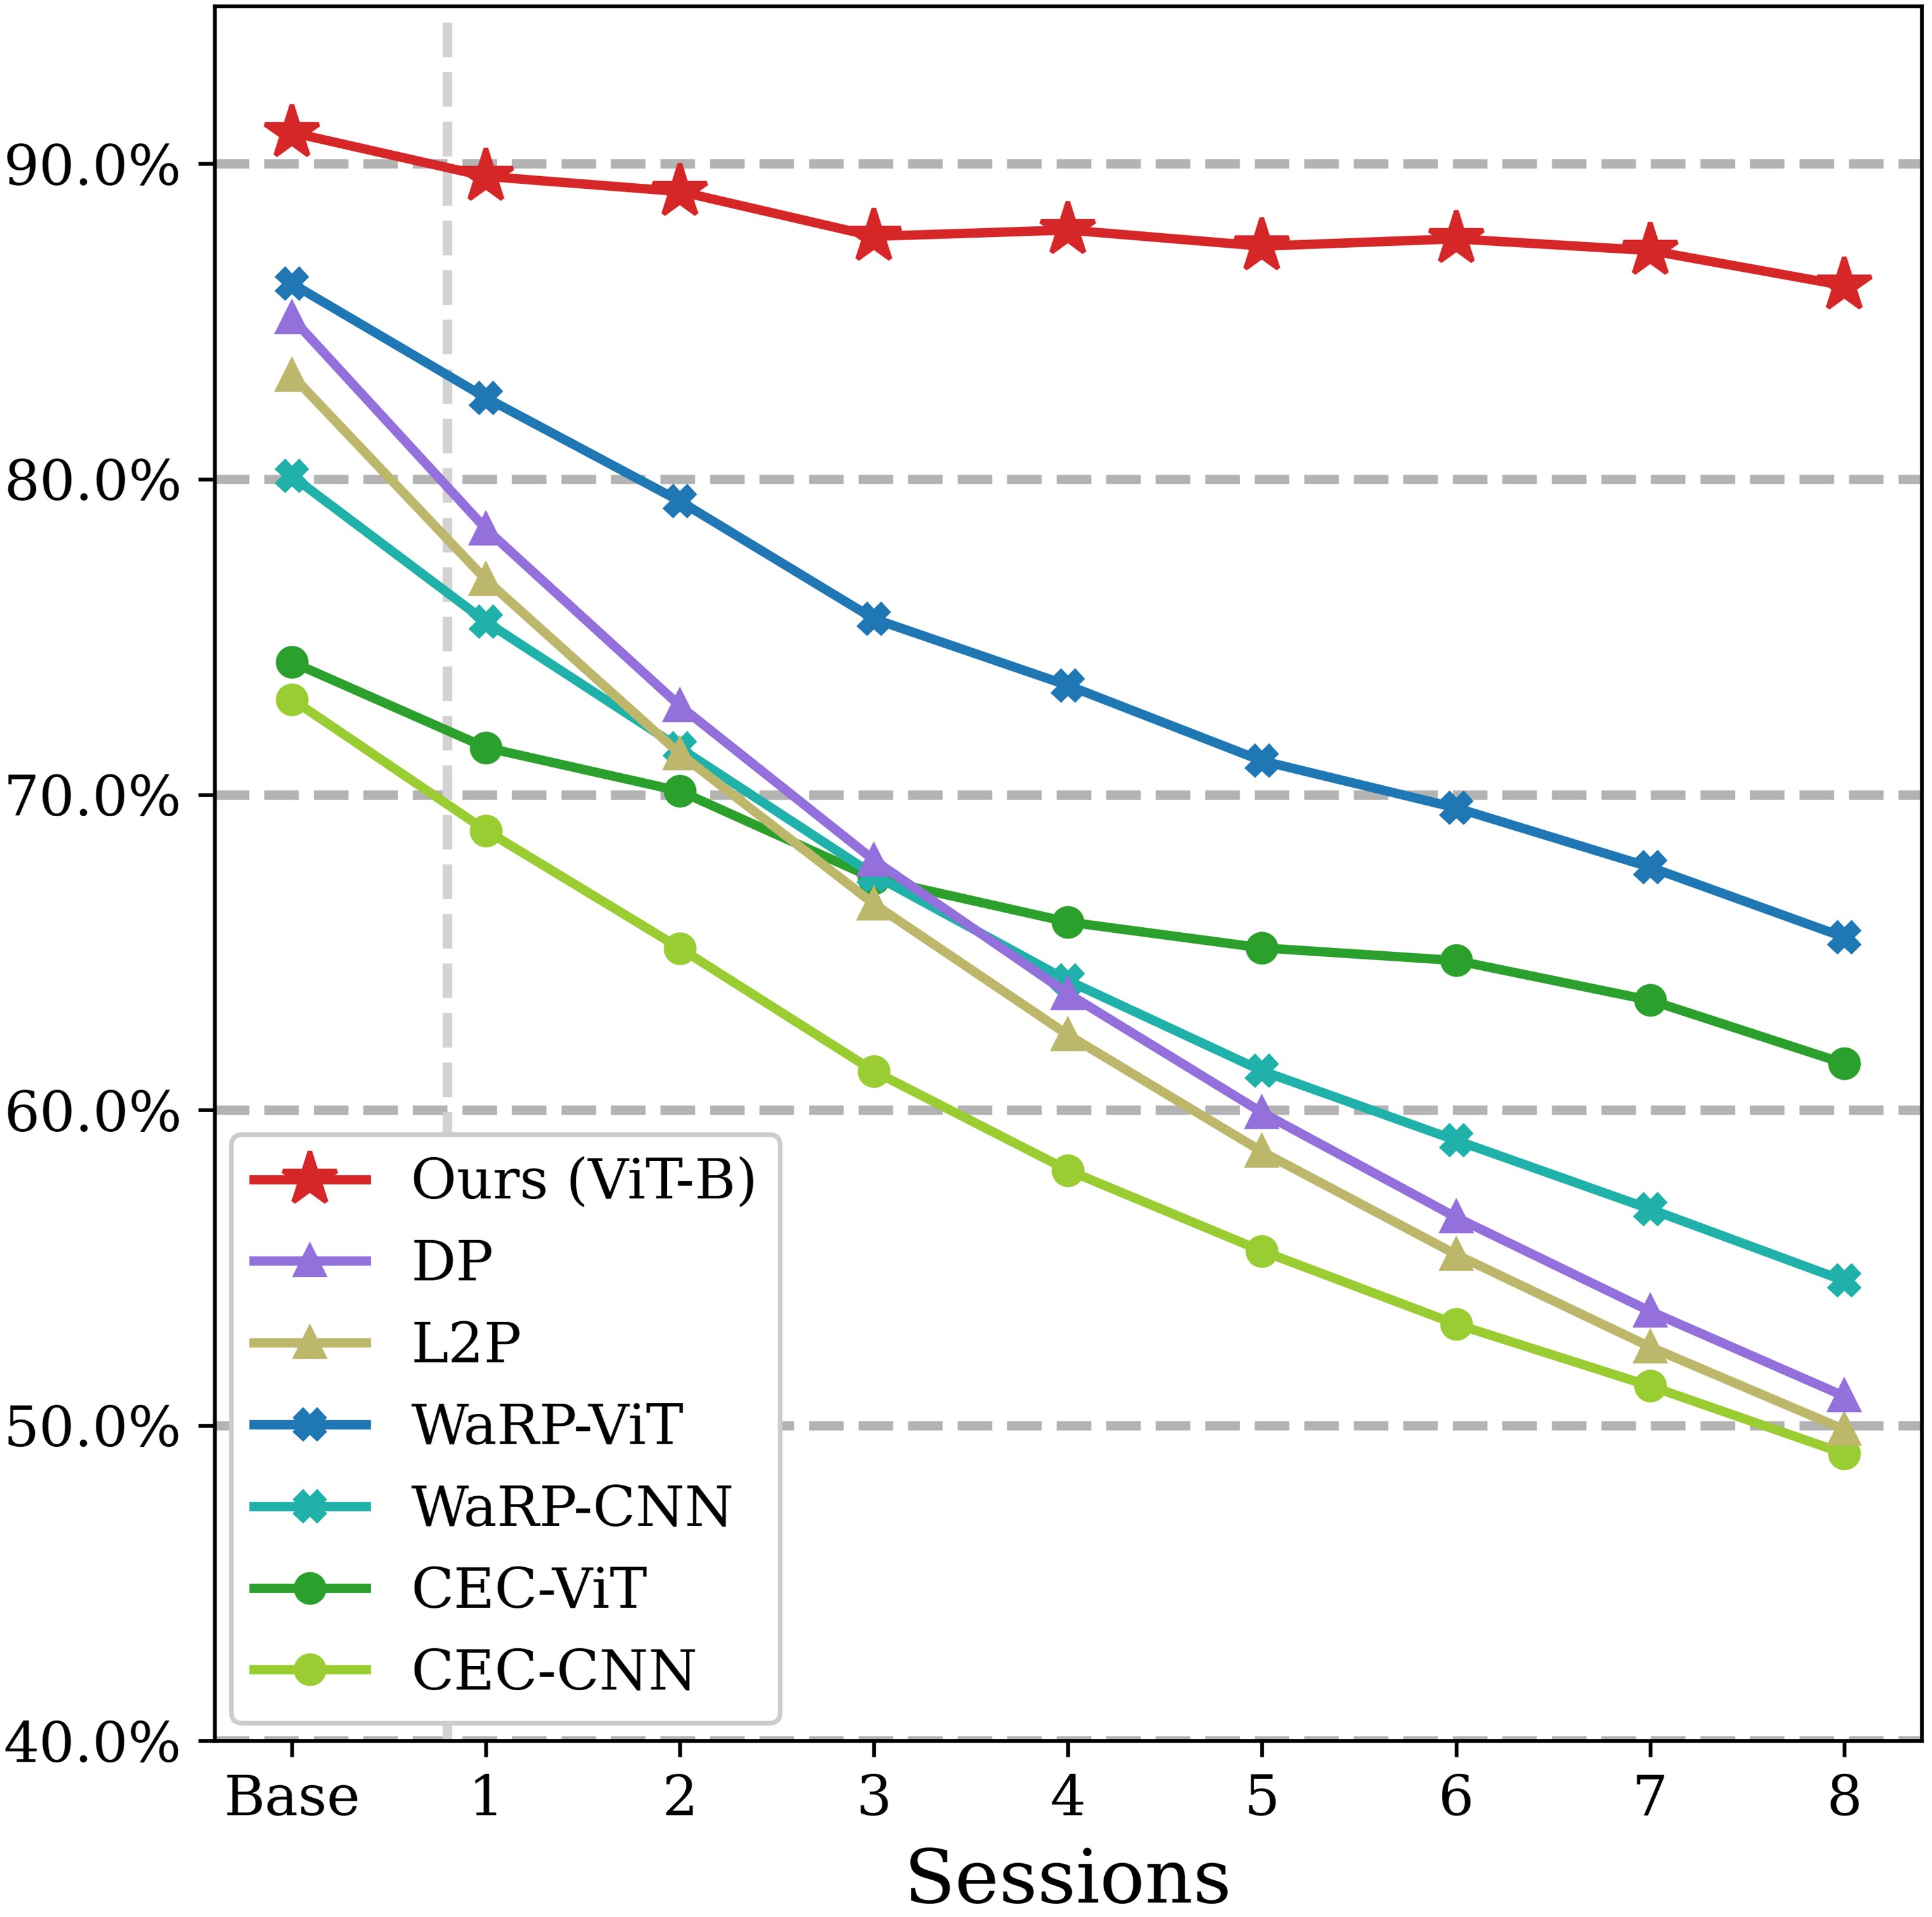 90.0%
80.0%
70.0%
60.0%
50.0%
40.0%
Ours (ViT-B)
DP
L2P
WaRP-ViT
WaRP-CNN
CEC-ViT
CEC-CNN
Base 1 2 3 4 5 6 7 8
Sessions